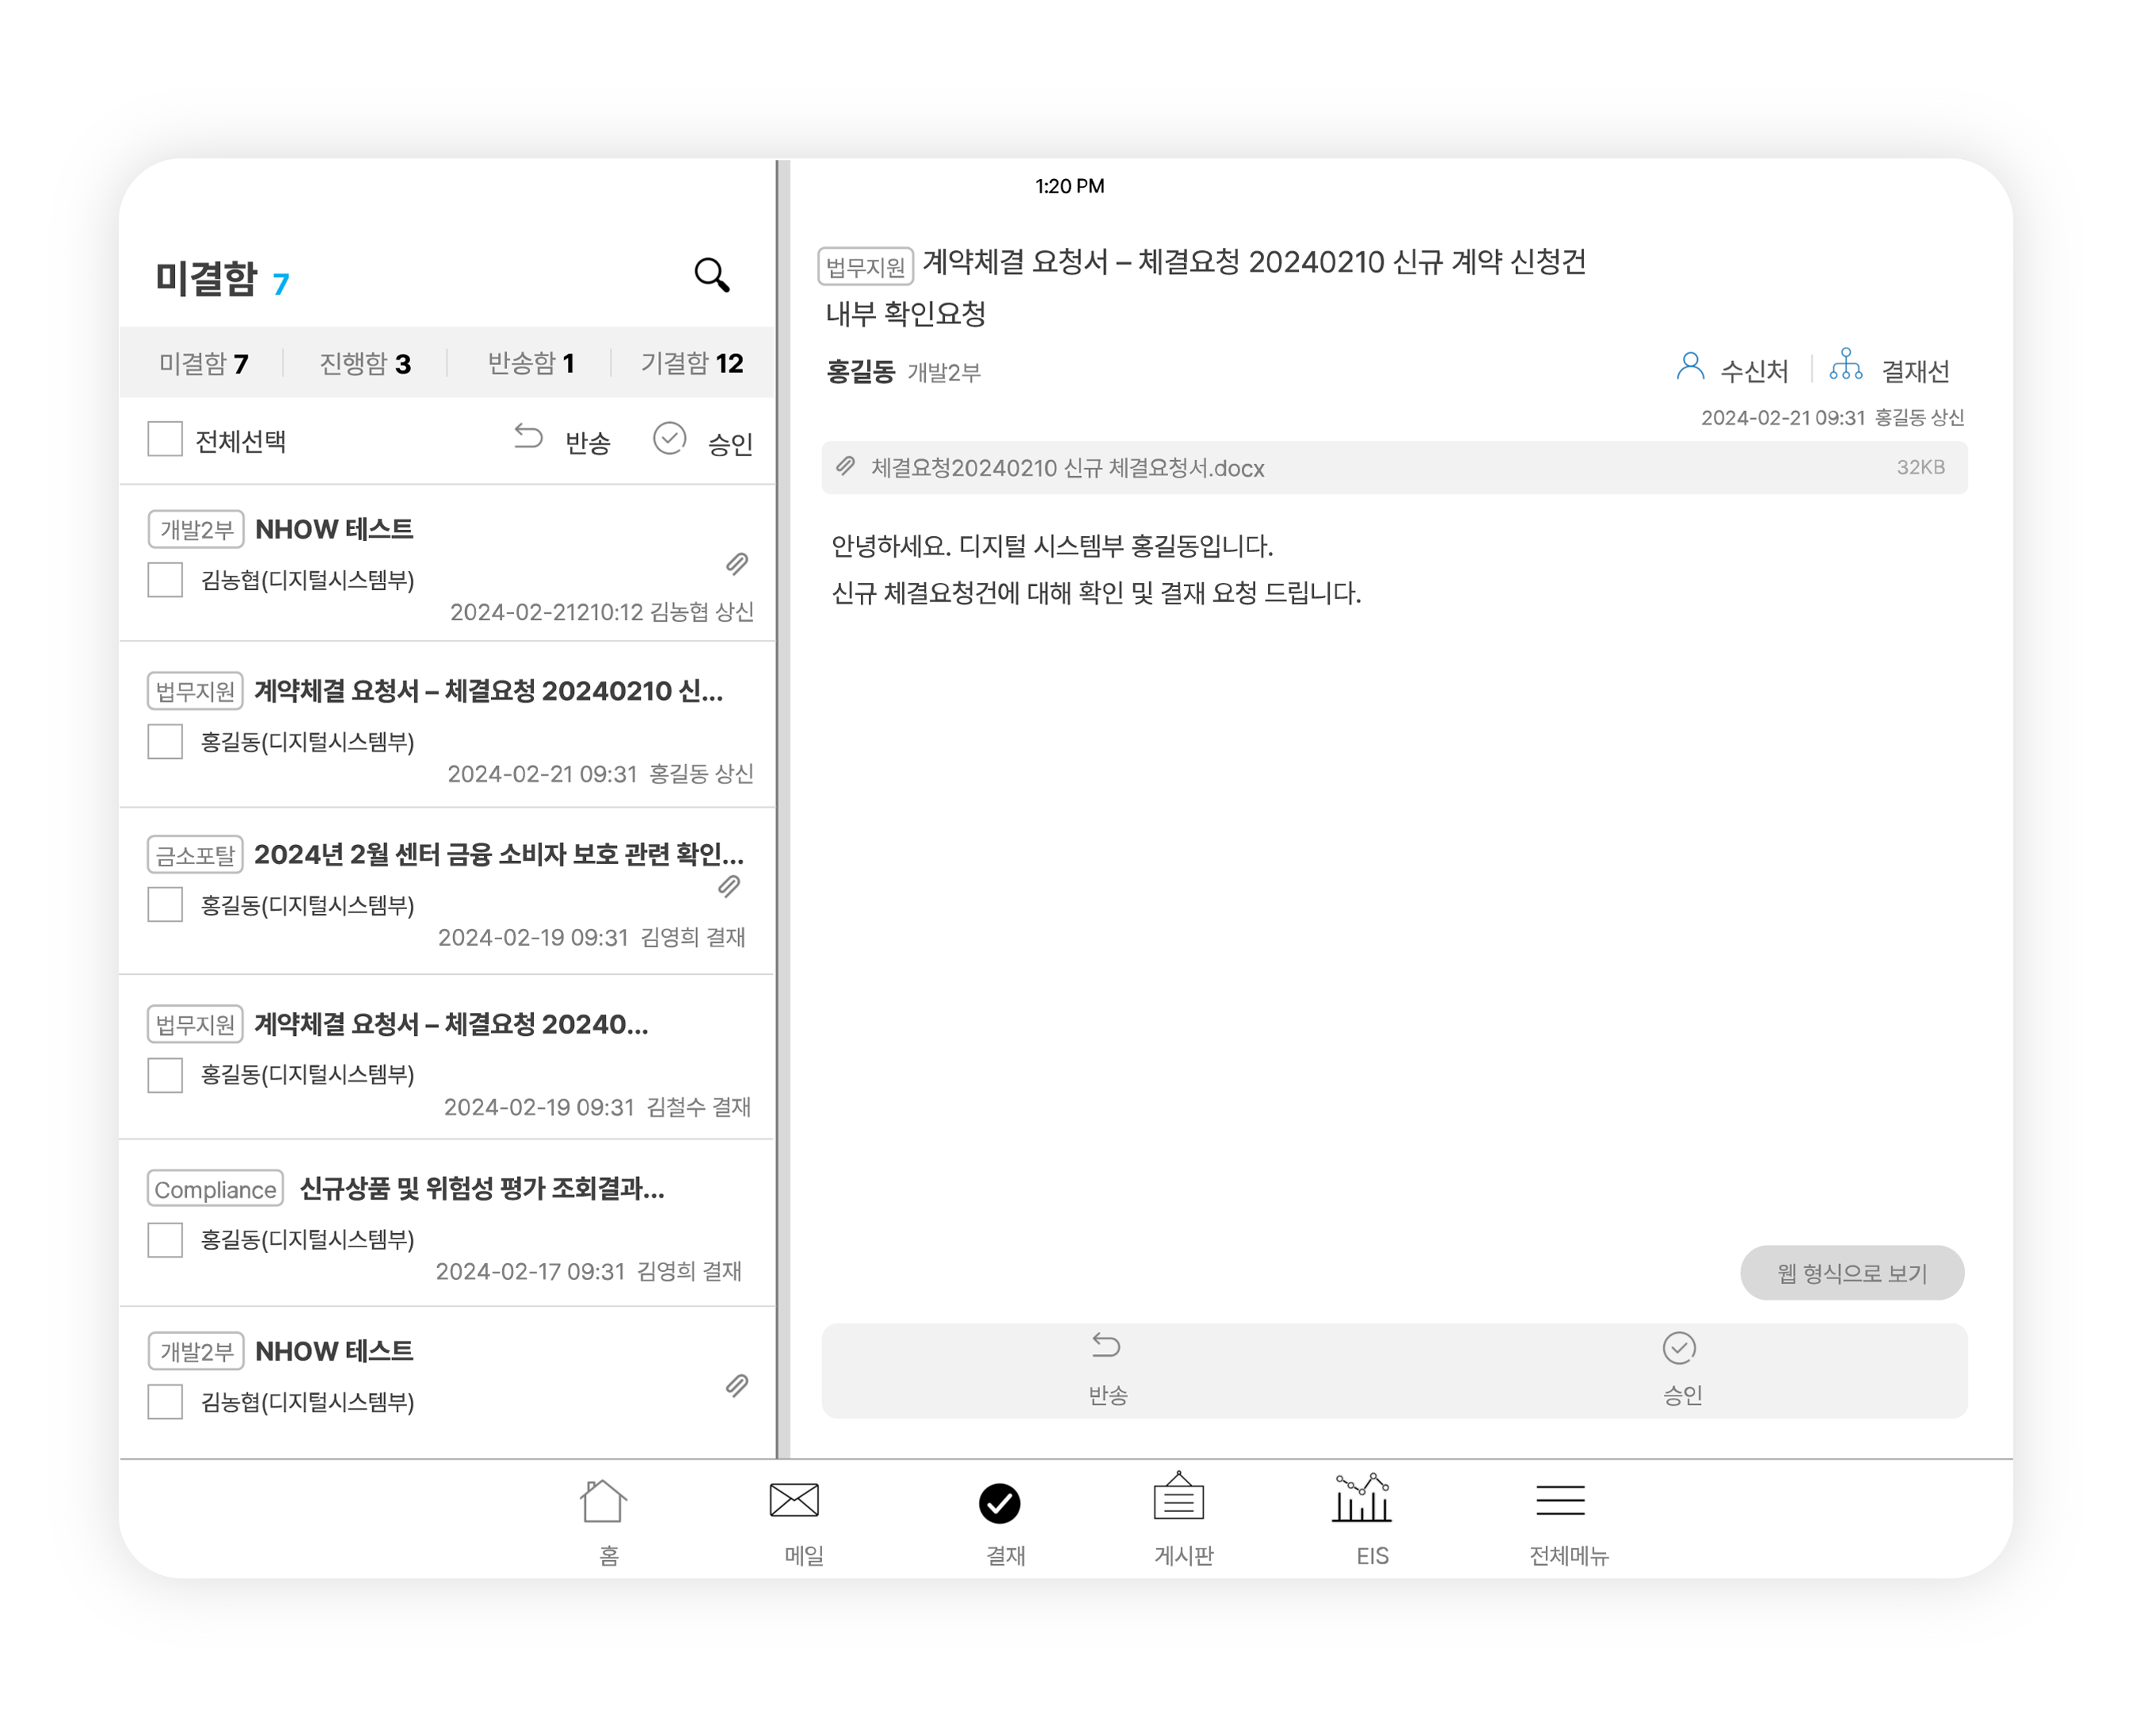 1:20 PM
미결함 7
미결함 7 진행함 3 반송함 1 기결함 12
전체선택 반송 승인
개발2부 NHOW 테스트
김농협(디지털시스템부)
2024-02-21210:12 김농협 상신
법무지원 계약체결 요청서 – 체결요청 20240210 신...
홍길동(디지털시스템부)
2024-02-21 09:31 홍길동 상신
금소포탈 2024년 2월 센터 금융 소비자 보호 관련 확인...
홍길동(디지털시스템부)
2024-02-19 09:31 김영희 결재
법무지원 계약체결 요청서 – 체결요청 20240...
홍길동(디지털시스템부)
2024-02-19 09:31 김철수 결재
Compliance 신규상품 및 위험성 평가 조회결과...
홍길동(디지털시스템부)
2024-02-17 09:31 김영희 결재
개발2부 NHOW 테스트
김농협(디지털시스템부)
법무지원 계약체결 요청서 – 체결요청 20240210 신규 계약 신청건
내부 확인요청
홍길동 개발2부 수신처 결재선
2024-02-21 09:31 홍길동 상신
체결요청20240210 신규 체결요청서.docx 32KB
안녕하세요. 디지털 시스템부 홍길동입니다.
신규 체결요청건에 대해 확인 및 결재 요청 드립니다.
웹 형식으로 보기
반송 승인
홈 메일 결재 게시판 EIS 전체메뉴